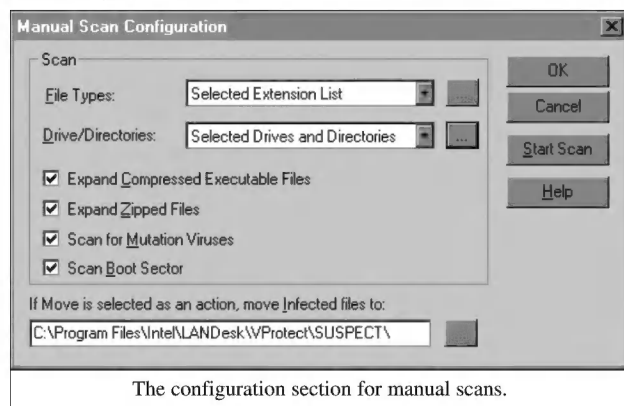 Manual Scan Configuration
Scan
File Types:
Selected Extension List
...
Drive/Directories:
Selected Drives and Directories
...
Expand Compressed Executable Files
Expand Zipped Files
Scan for Mutation Viruses
Scan Boot Sector
If Move is selected as an action, move Infected files to:
C:\Program Files\Intel\LANDesk\VProtect\SUSPECT\
...
OK
Cancel
Start Scan
Help
The configuration section for manual scans.